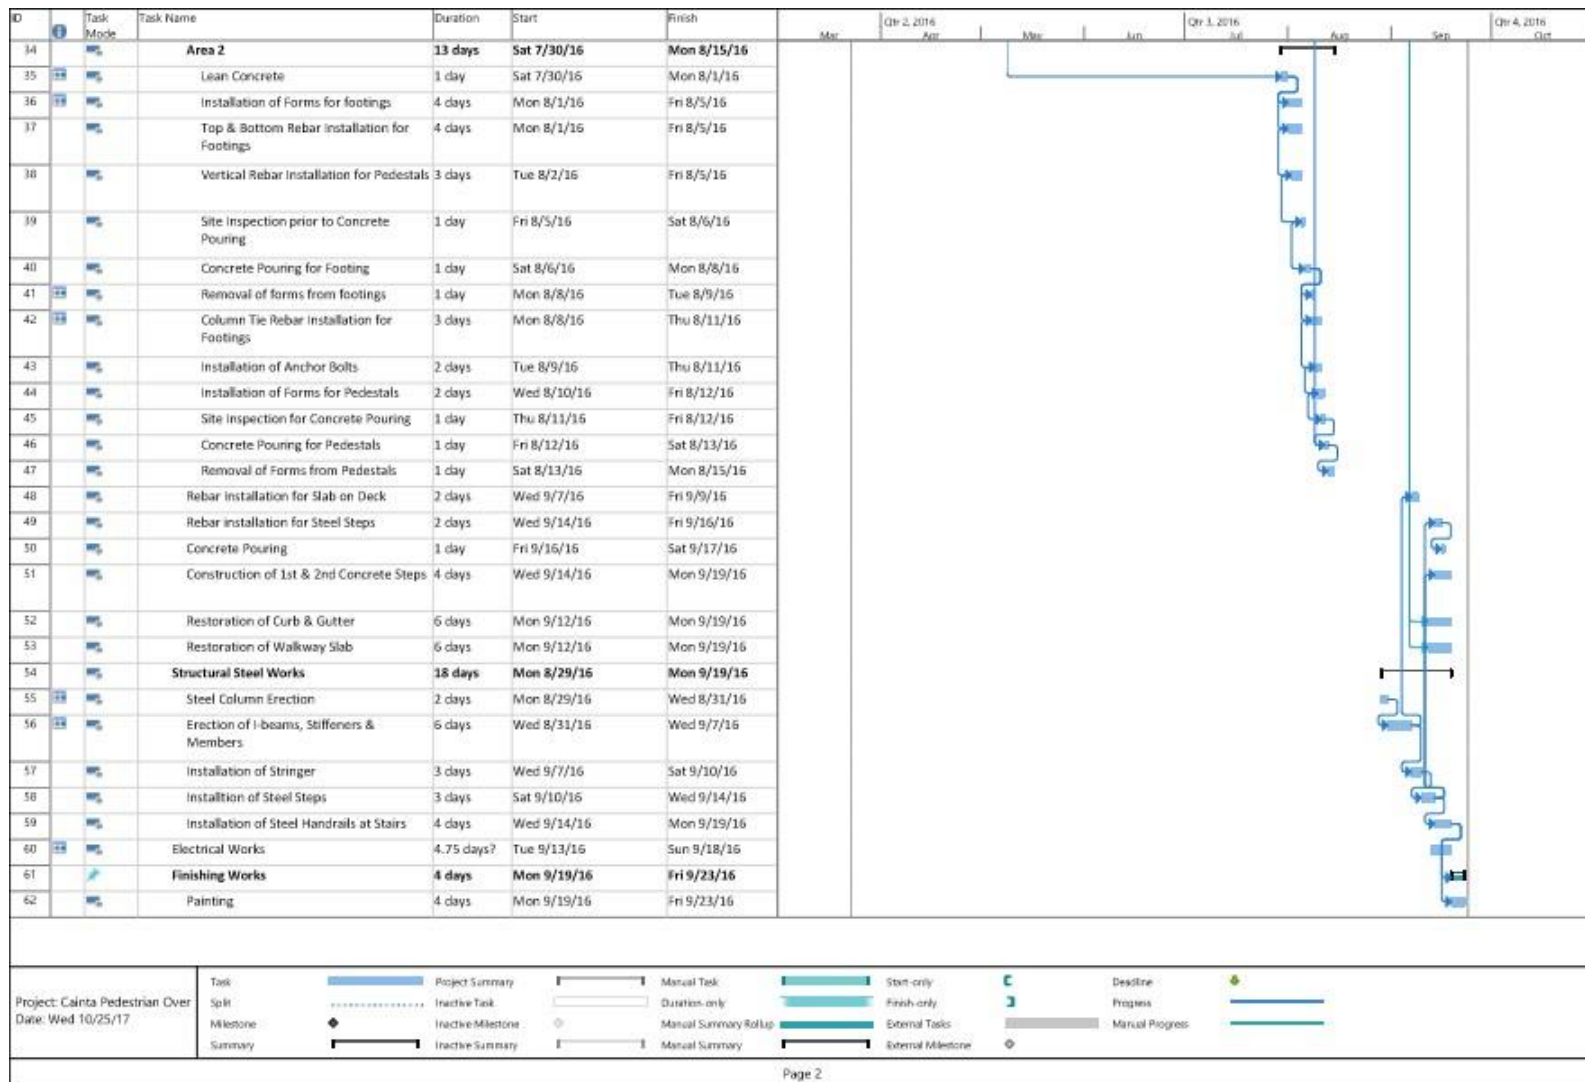 ID Task Mode Task Name Duration Start Finish
Qtr 2, 2016 Qtr 3, 2016 Qtr 4, 2016
Mar Apr May Jun Jul Aug Sep Oct
34 Area 2 13 days Sat 7/30/16 Mon 8/15/16
35 Lean Concrete 1 day Sat 7/30/16 Mon 8/1/16
36 Installation of Forms for footings 4 days Mon 8/1/16 Fri 8/5/16
37 Top & Bottom Rebar Installation for 4 days Mon 8/1/16 Fri 8/5/16
Footings
38 Vertical Rebar Installation for Pedestals 3 days Tue 8/2/16 Fri 8/5/16
39 Site Inspection prior to Concrete 1 day Fri 8/5/16 Sat 8/6/16
Pouring
40 Concrete Pouring for Footing 1 day Sat 8/6/16 Mon 8/8/16
41 Removal of forms from footings 1 day Mon 8/8/16 Tue 8/9/16
42 Column Tie Rebar Installation for 3 days Mon 8/8/16 Thu 8/11/16
Footings
43 Installation of Anchor Bolts 2 days Tue 8/9/16 Thu 8/11/16
44 Installation of Forms for Pedestals 2 days Wed 8/10/16 Fri 8/12/16
45 Site Inspection for Concrete Pouring 1 day Thu 8/11/16 Fri 8/12/16
46 Concrete Pouring for Pedestals 1 day Fri 8/12/16 Sat 8/13/16
47 Removal of Forms from Pedestals 1 day Sat 8/13/16 Mon 8/15/16
48 Rebar installation for Slab on Deck 2 days Wed 9/7/16 Fri 9/9/16
49 Rebar installation for Steel Steps 2 days Wed 9/14/16 Fri 9/16/16
50 Concrete Pouring 1 day Fri 9/16/16 Sat 9/17/16
51 Construction of 1st & 2nd Concrete Steps 4 days Wed 9/14/16 Mon 9/19/16
52 Restoration of Curb & Gutter 6 days Mon 9/12/16 Mon 9/19/16
53 Restoration of Walkway Slab 6 days Mon 9/12/16 Mon 9/19/16
54 Structural Steel Works 18 days Mon 8/29/16 Mon 9/19/16
55 Steel Column Erection 2 days Mon 8/29/16 Wed 8/31/16
56 Erection of I-beams, Stiffeners & 6 days Wed 8/31/16 Wed 9/7/16
Members
57 Installation of Stringer 3 days Wed 9/7/16 Sat 9/10/16
58 Installtion of Steel Steps 3 days Sat 9/10/16 Wed 9/14/16
59 Installation of Steel Handrails at Stairs 4 days Wed 9/14/16 Mon 9/19/16
60 Electrical Works 4.75 days? Tue 9/13/16 Sun 9/18/16
61 Finishing Works 4 days Mon 9/19/16 Fri 9/23/16
62 Painting 4 days Mon 9/19/16 Fri 9/23/16
Project: Cainta Pedestrian Over
Date: Wed 10/25/17
Task Project Summary Manual Task Start-only Deadline
Split Inactive Task Duration-only Finish-only Progress
Milestone Inactive Milestone Manual Summary Rollup External Tasks Manual Progress
Summary Inactive Summary Manual Summary External Milestone
Page 2